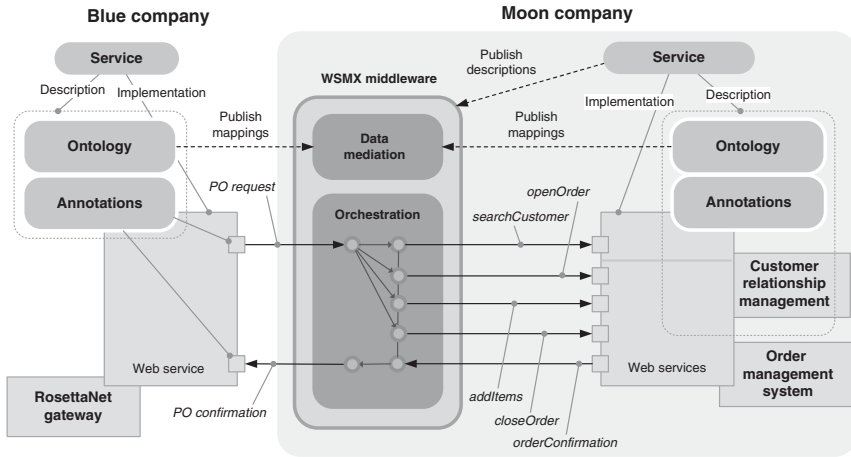 Blue company
Moon company
Service
Description
Implementation
Ontology
Annotations
Publish
mappings
PO request
Web service
RosettaNet
gateway
PO confirmation
WSMX middleware
Data
mediation
Orchestration
Publish
descriptions
Publish
mappings
openOrder
searchCustomer
addItems
closeOrder
orderConfirmation
Service
Implementation
Description
Ontology
Annotations
Customer
relationship
management
Web services
Order
management
system